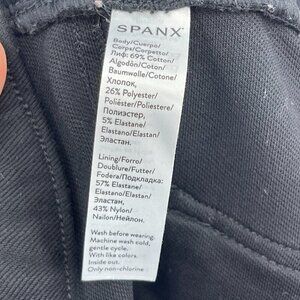 SPANX
Body/Cuerpo/
Corps/Corpetto/
Лиф: 69% Cotton/
Algodón/Coton/
Baumwolle/Cotone/
Хлопок,
26% Polyester/
Poliéster/Poliestere/
Полиэстер,
5% Elastane/
Elastano/Elastan/
Эластан.
Lining/Forro/
Doublure/Futter/
Fodera/Подкладка:
57% Elastane/
Elastano/Elastan/
Эластан,
43% Nylon/
Nailon/Нейлон.
Wash before wearing.
Machine wash cold,
gentle cycle.
With like colors.
Inside out.
Only non-chlorine